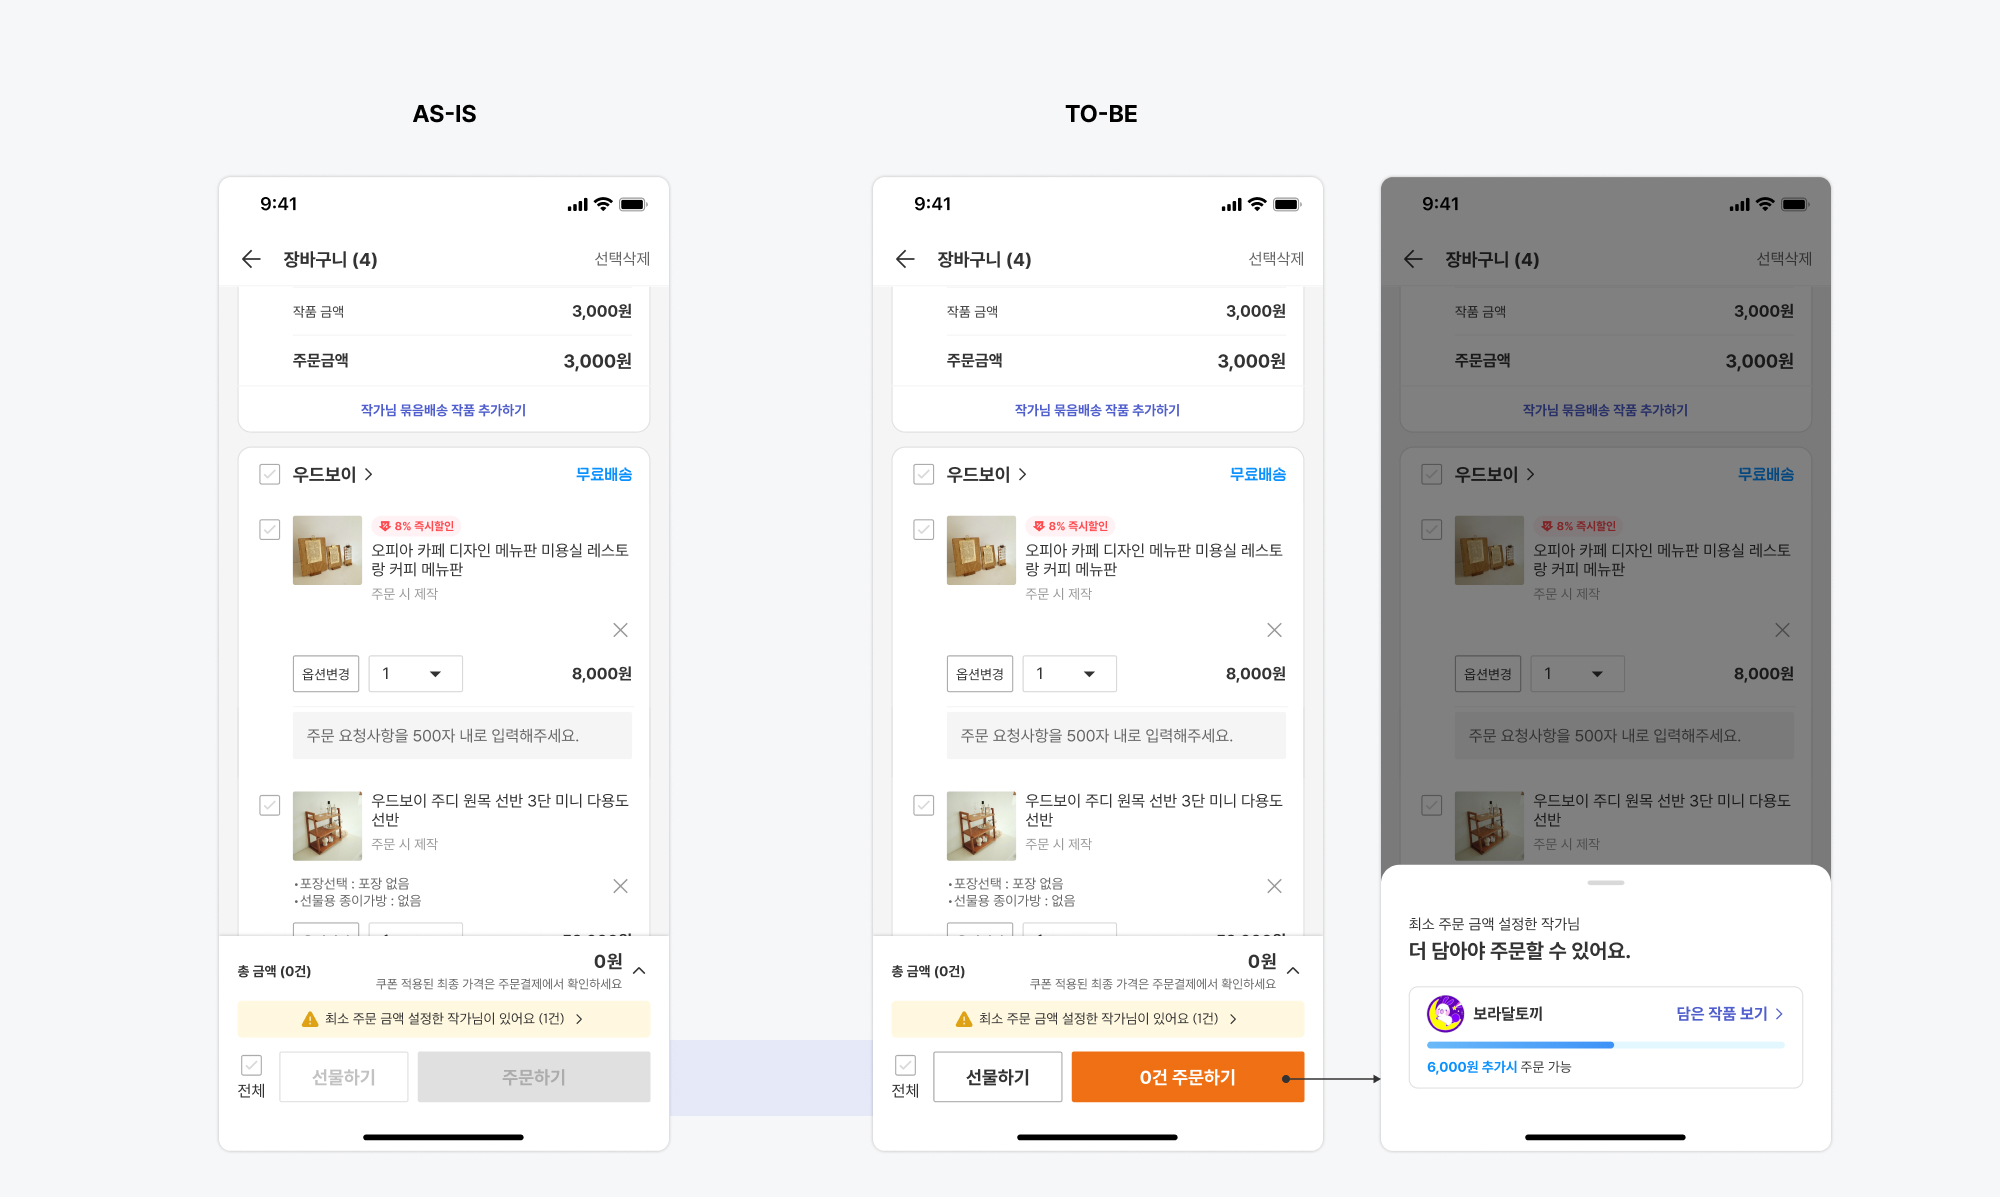 AS-IS
9:41
장바구니 (4)
선택삭제
작품 금액
3,000원
주문금액
3,000원
작가님 묶음배송 작품 추가하기
우드보이
무료배송
8% 즉시할인
오피아 카페 디자인 메뉴판 미용실 레스토
랑 커피 메뉴판
주문 시 제작
옵션변경
1
8,000원
주문 요청사항을 500자 내로 입력해주세요.
우드보이 주디 원목 선반 3단 미니 다용도
선반
주문 시 제작
•포장선택 : 포장 없음
•선물용 종이가방 : 없음
총 금액 (0건)
0원
쿠폰 적용된 최종 가격은 주문결제에서 확인하세요
최소 주문 금액 설정한 작가님이 있어요 (1건)
전체
선물하기
주문하기
TO-BE
9:41
장바구니 (4)
선택삭제
작품 금액
3,000원
주문금액
3,000원
작가님 묶음배송 작품 추가하기
우드보이
무료배송
8% 즉시할인
오피아 카페 디자인 메뉴판 미용실 레스토
랑 커피 메뉴판
주문 시 제작
옵션변경
1
8,000원
주문 요청사항을 500자 내로 입력해주세요.
우드보이 주디 원목 선반 3단 미니 다용도
선반
주문 시 제작
•포장선택 : 포장 없음
•선물용 종이가방 : 없음
총 금액 (0건)
0원
쿠폰 적용된 최종 가격은 주문결제에서 확인하세요
최소 주문 금액 설정한 작가님이 있어요 (1건)
전체
선물하기
0건 주문하기
9:41
장바구니 (4)
선택삭제
작품 금액
3,000원
주문금액
3,000원
작가님 묶음배송 작품 추가하기
우드보이
무료배송
8% 즉시할인
오피아 카페 디자인 메뉴판 미용실 레스토
랑 커피 메뉴판
주문 시 제작
옵션변경
1
8,000원
주문 요청사항을 500자 내로 입력해주세요.
우드보이 주디 원목 선반 3단 미니 다용도
선반
주문 시 제작
최소 주문 금액 설정한 작가님
더 담아야 주문할 수 있어요.
보라달토끼
담은 작품 보기
6,000원 추가시 주문 가능